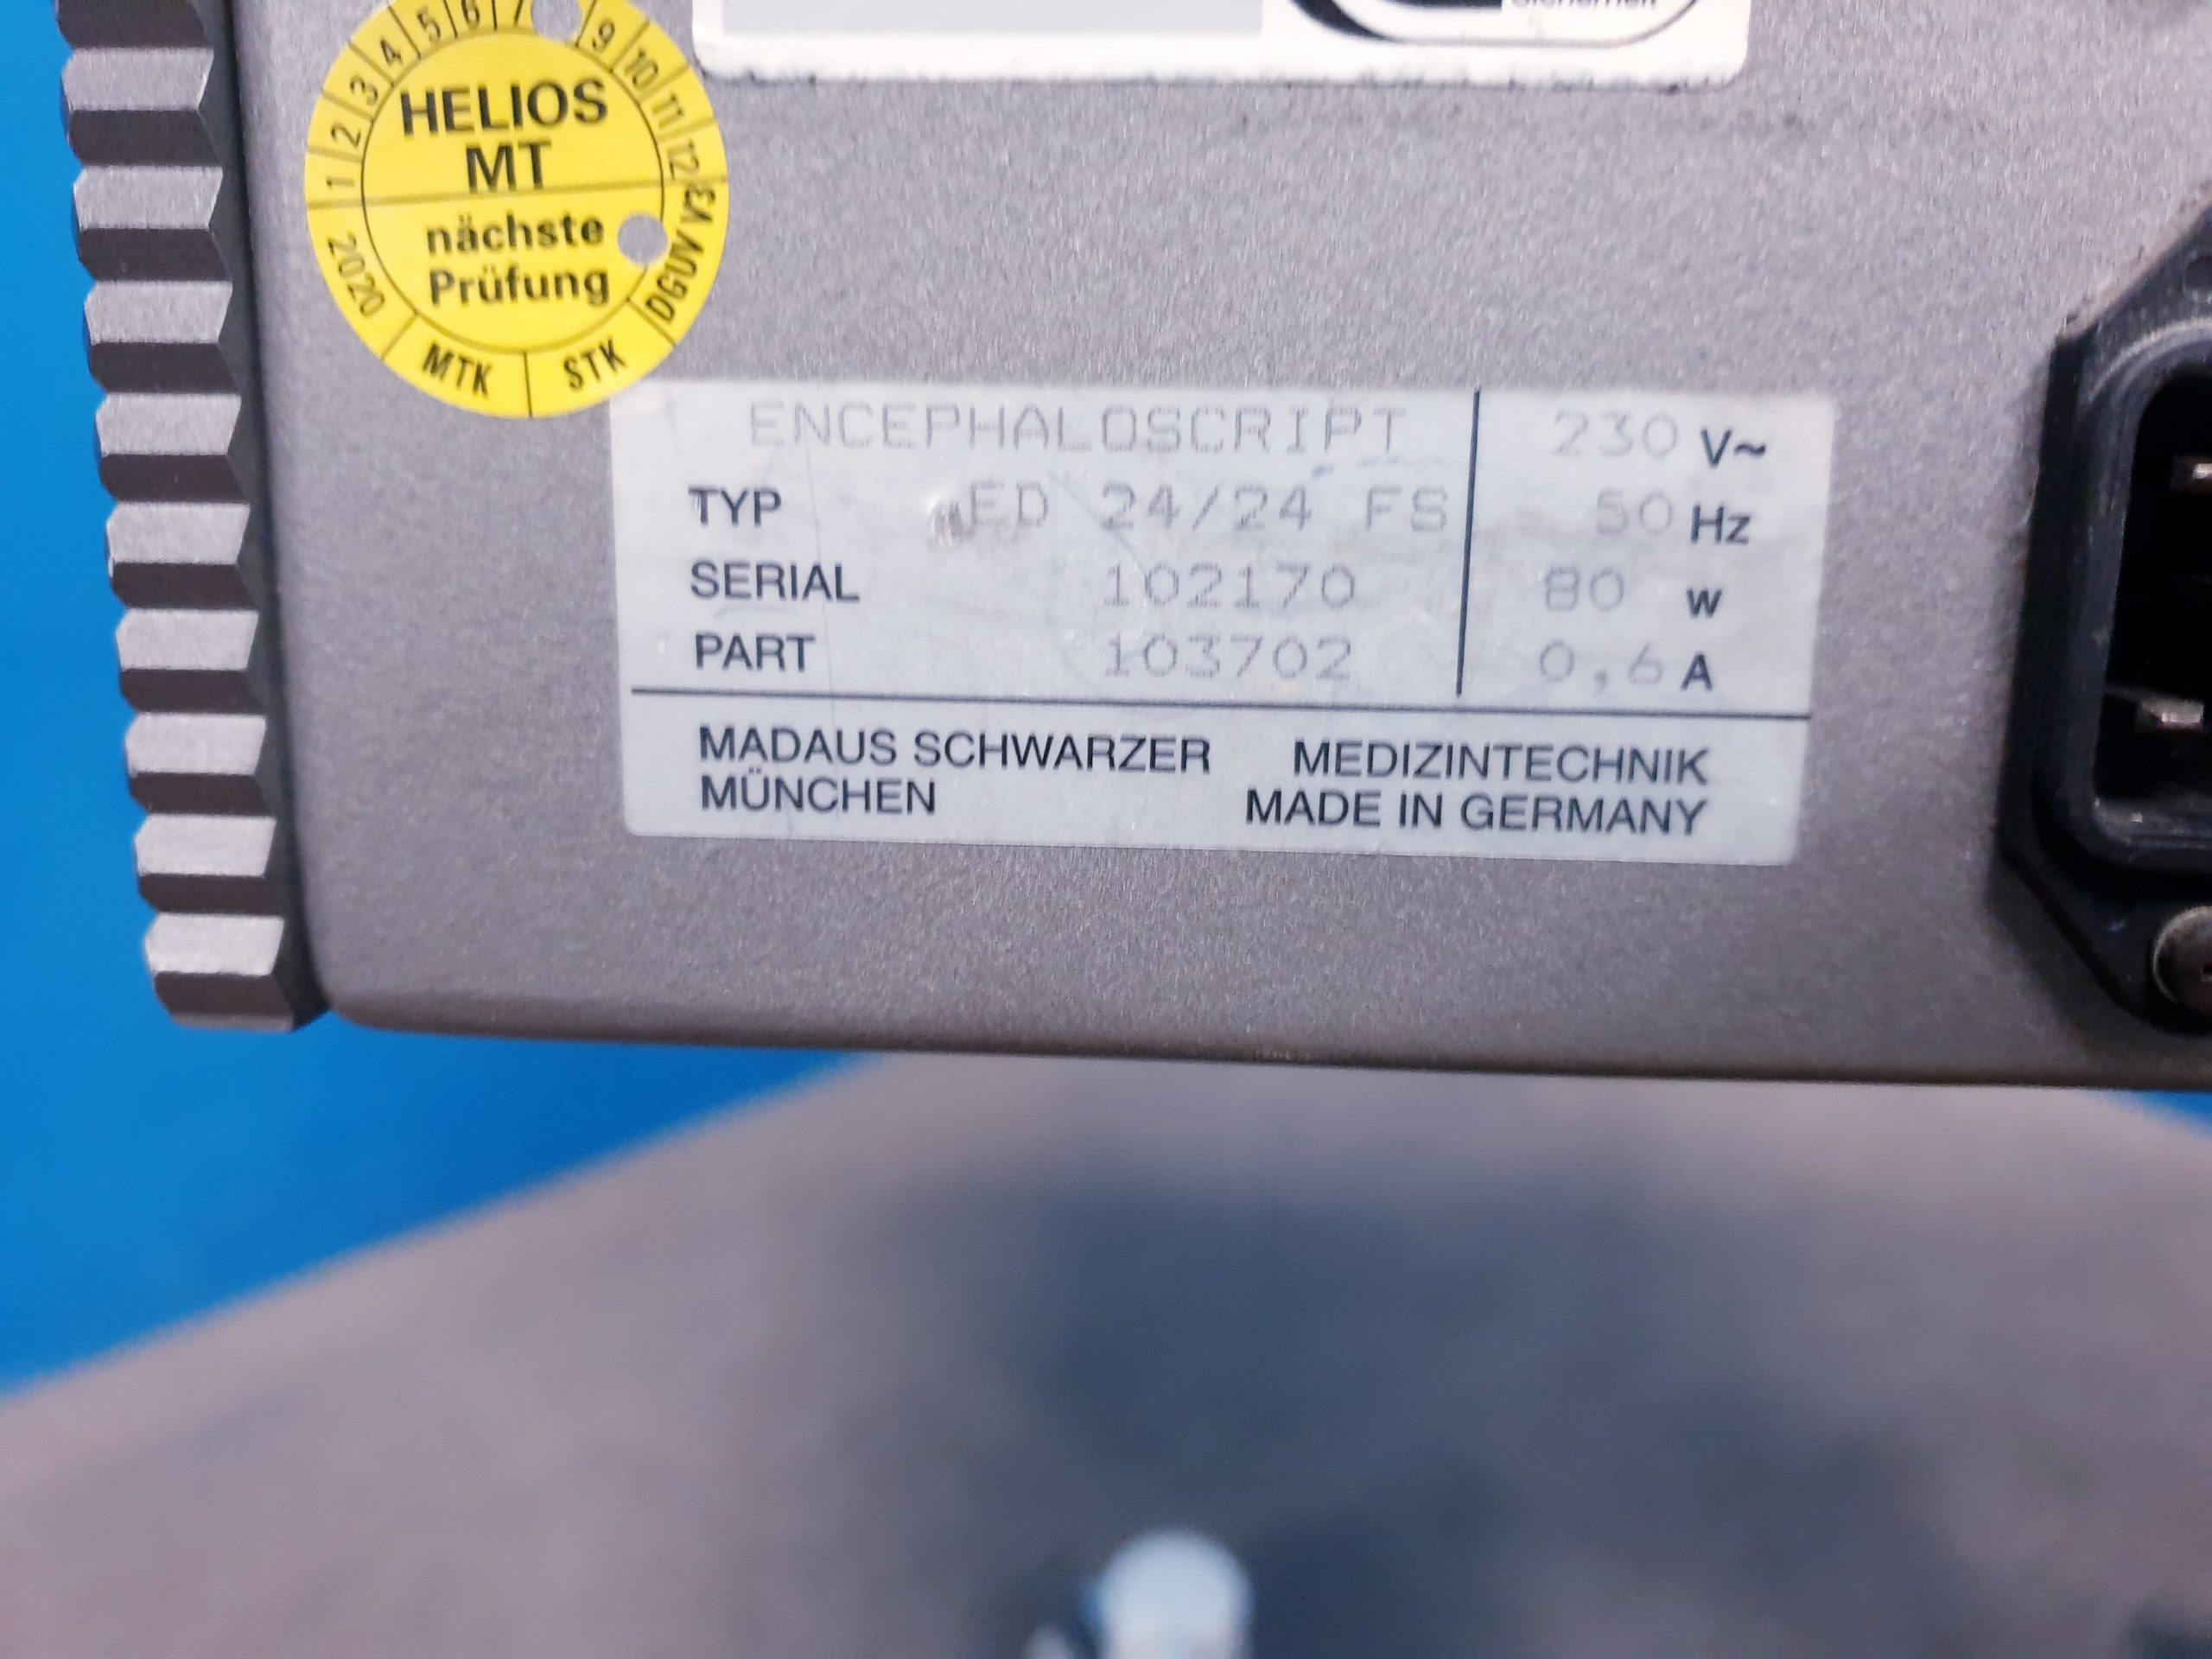 Sicherheit
1 2 3 4 5 6 7 9 10 11 12
HELIOS
MT
nächste
Prüfung
2020 MTK STK DGUV V3
ENCEPHALOSCRIPT 230 V~
TYP ED 24/24 FS 50 Hz
SERIAL 102170 80 W
PART 103702 0,6 A
MADAUS SCHWARZER MEDIZINTECHNIK
MÜNCHEN MADE IN GERMANY